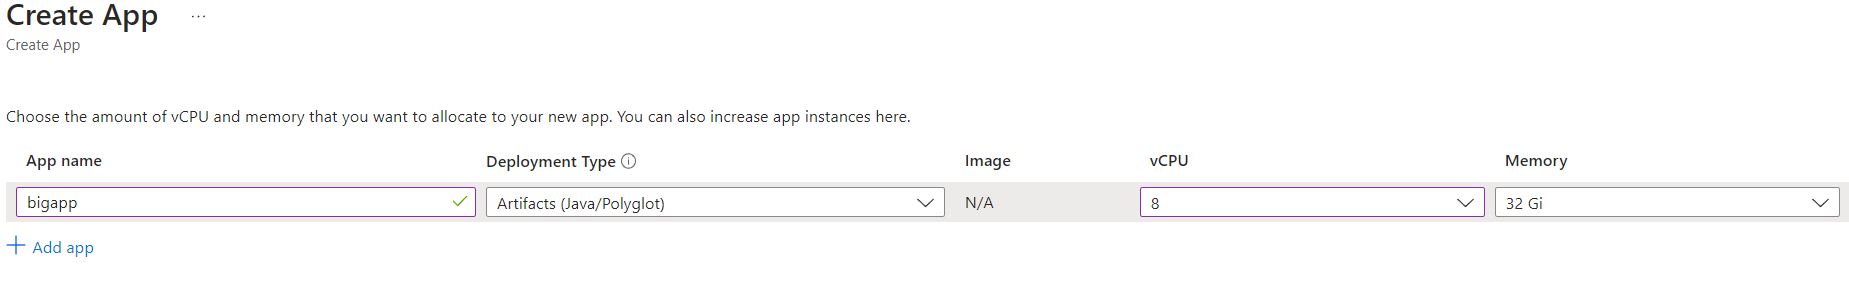 Create App ...
Create App
Choose the amount of vCPU and memory that you want to allocate to your new app. You can also increase app instances here.
App name Deployment Type Image vCPU Memory
bigapp Artifacts (Java/Polyglot) N/A 8 32 Gi
Add app